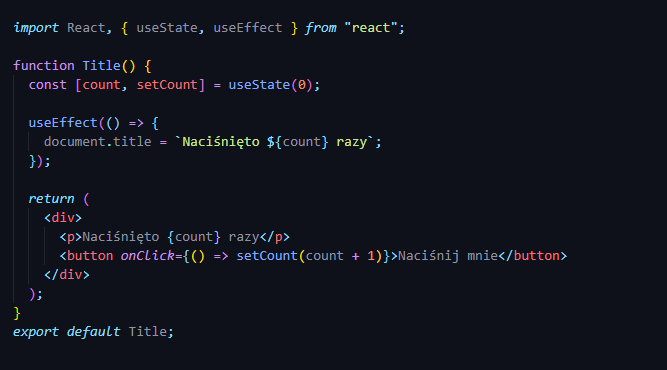 import React, { useState, useEffect } from "react";
function Title() {
const [count, setCount] = useState(0);
useEffect(() => {
document.title = `Naciśnięto ${count} razy`;
});
return (
<div>
<p>Naciśnięto {count} razy</p>
<button onClick={() => setCount(count + 1)}>Naciśnij mnie</button>
</div>
);
}
export default Title;